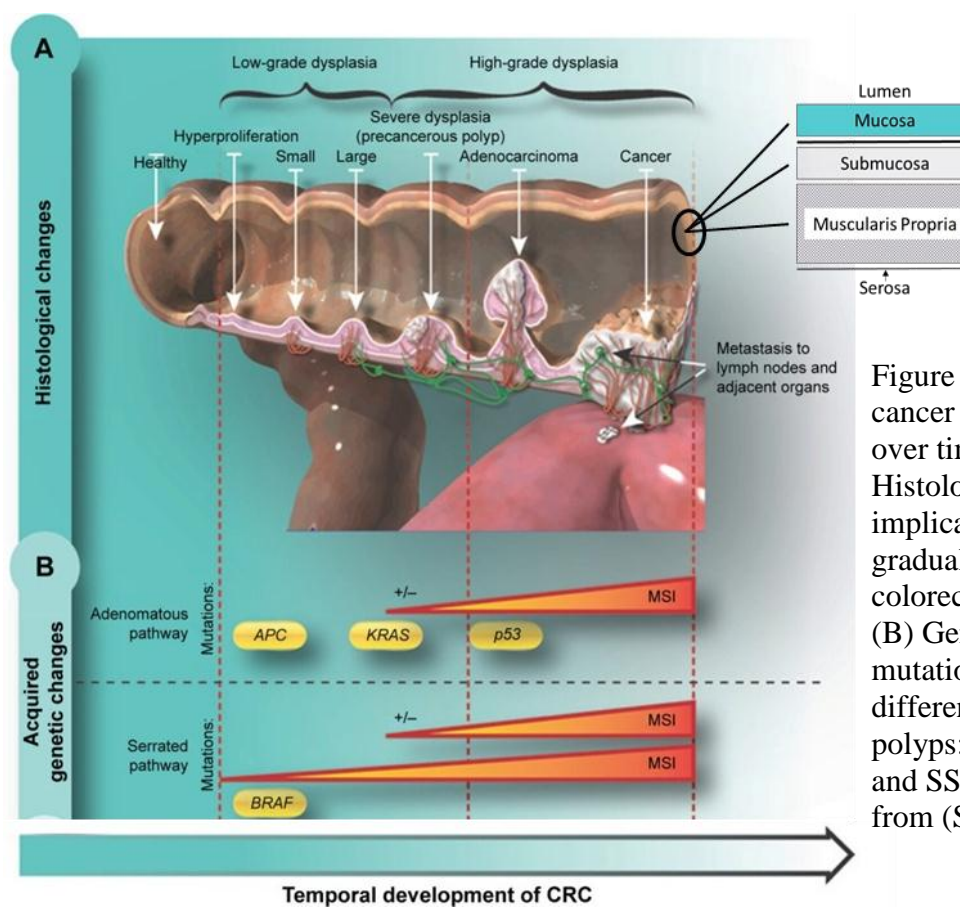 A
Histological changes
Low-grade dysplasia
High-grade dysplasia
Severe dysplasia
(precancerous polyp)
Hyperproliferation
Healthy
Small
Large
Adenocarcinoma
Cancer
Metastasis to
lymph nodes and
adjacent organs
Lumen
Mucosa
Submucosa
Muscularis Propria
Serosa
Figure
cancer
over tin
Histolo
implica
gradual
colorec
(B) Ge
mutatio
differen
polyps:
and SS
from (S
B
Acquired
genetic changes
Adenomatous
pathway
Mutations:
+/–
MSI
APC
KRAS
p53
Serrated
pathway
Mutations:
+/–
MSI
MSI
BRAF
Temporal development of CRC